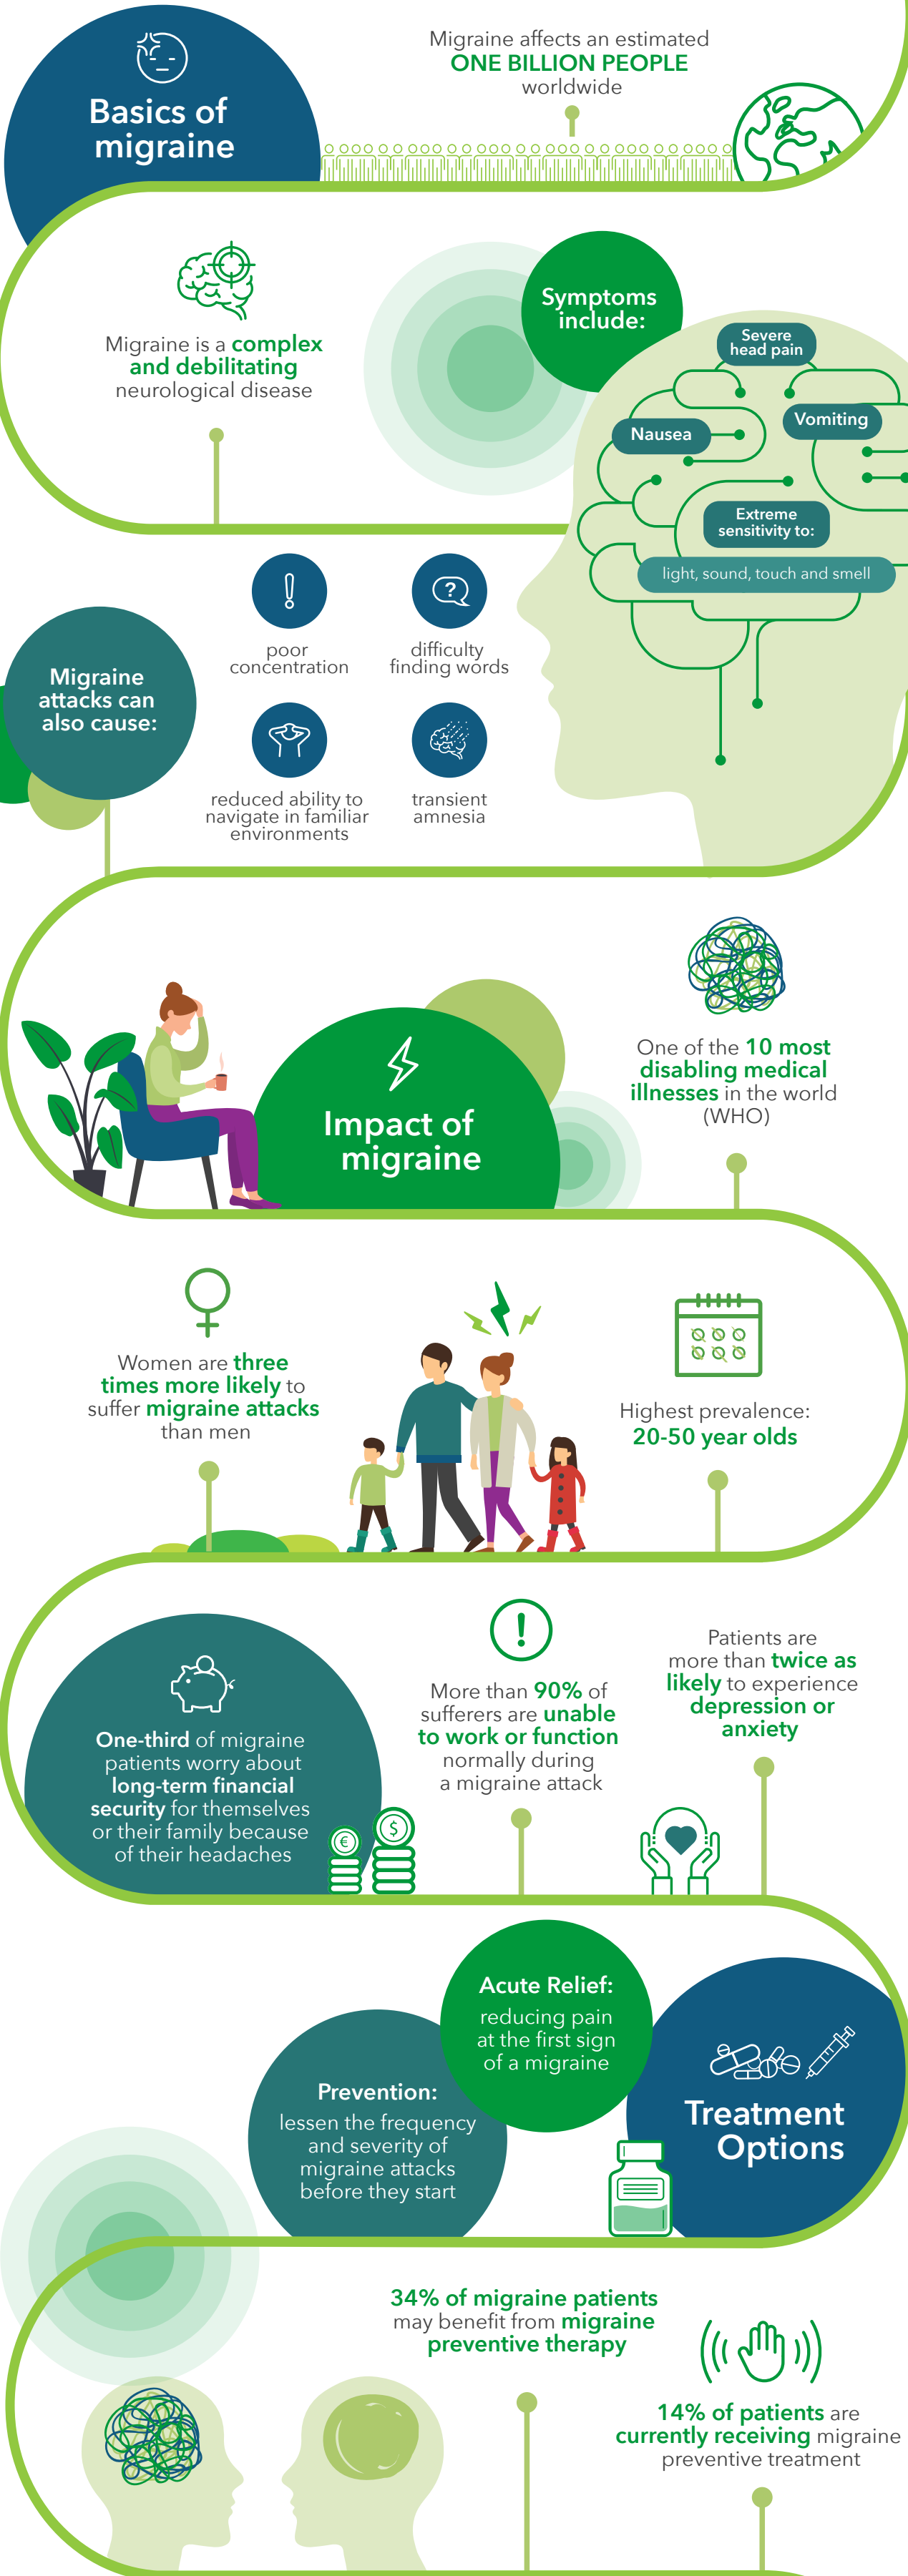 Basics of
migraine
Migraine affects an estimated
ONE BILLION PEOPLE
worldwide
Migraine is a complex
and debilitating
neurological disease
Symptoms
include:
Severe
head pain
Nausea
Vomiting
Extreme
sensitivity to:
light, sound, touch and smell
Migraine
attacks can
also cause:
!
poor
concentration
?
difficulty
finding words
reduced ability to
navigate in familiar
environments
transient
amnesia
Impact of
migraine
One of the 10 most
disabling medical
illnesses in the world
(WHO)
Women are three
times more likely to
suffer migraine attacks
than men
Highest prevalence:
20-50 year olds
One-third of migraine
patients worry about
long-term financial
security for themselves
or their family because
of their headaches
€
$
!
More than 90% of
sufferers are unable
to work or function
normally during
a migraine attack
Patients are
more than twice as
likely to experience
depression or
anxiety
Treatment
Options
Acute Relief:
reducing pain
at the first sign
of a migraine
Prevention:
lessen the frequency
and severity of
migraine attacks
before they start
34% of migraine patients
may benefit from migraine
preventive therapy
14% of patients are
currently receiving migraine
preventive treatment